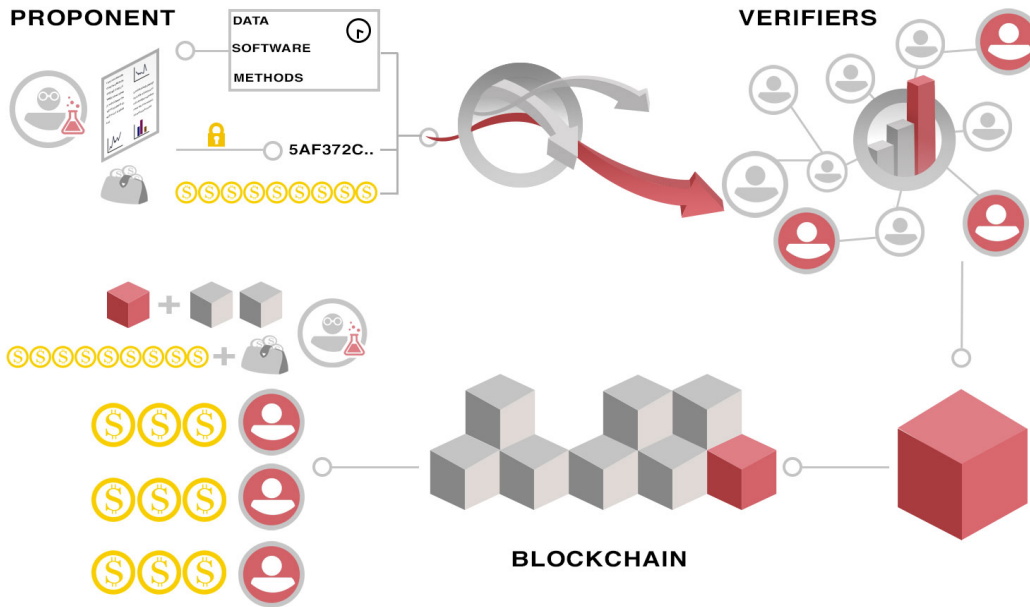 PROPONENT
VERIFIERS
DATA
SOFTWARE
METHODS
5AF372C..
S S S S S S S S S
S S S S S S S S S
S S S
S S S
S S S
BLOCKCHAIN